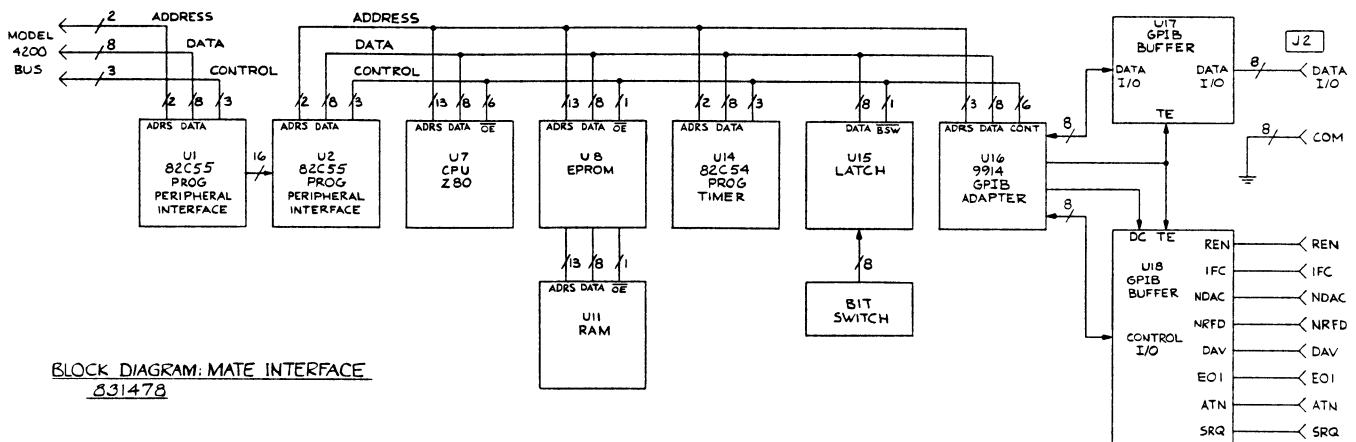 MODEL
4200
BUS
2 ADDRESS
8 DATA
3 CONTROL
2 8 3
ADRS DATA
U1
82C55
PROG
PERIPHERAL
INTERFACE
16
ADDRESS
DATA
CONTROL
2 8 3
ADRS DATA
U2
82C55
PROG
PERIPHERAL
INTERFACE
13 8 6
ADRS DATA OE
U7
CPU
Z80
13 8 1
ADRS DATA OE
U8
EPROM
13 8 1
ADRS DATA OE
U11
RAM
2 8 3
ADRS DATA
U14
82C54
PROG
TIMER
8 1
DATA BSW
U15
LATCH
8
BIT
SWITCH
3 8 6
ADRS DATA CONT
U16
9914
GPIB
ADAPTER
8
8
U17
GPIB
BUFFER
DATA
I/O
DATA
I/O
TE
J2
8
DATA
I/O
8
COM
DC TE
U18
GPIB
BUFFER
CONTROL
I/O
REN REN
IFC IFC
NDAC NDAC
NRFD NRFD
DAV DAV
EOI EOI
ATN ATN
SRQ SRQ
BLOCK DIAGRAM: MATE INTERFACE
831478